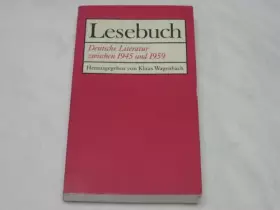 Lesebuch
Deutsche Literatur
zwischen 1945 und 1959
Herausgegeben von Klaus Wagenbach